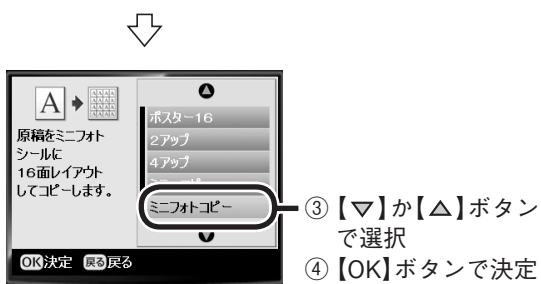 A
原稿をミニフォト
シールに
16面レイアウト
してコピーします。
ポスター16
2アップ
4アップ
ミニフォトコピー
OK決定 戻る戻る
③【▽】か【△】ボタン
で選択
④【OK】ボタンで決定